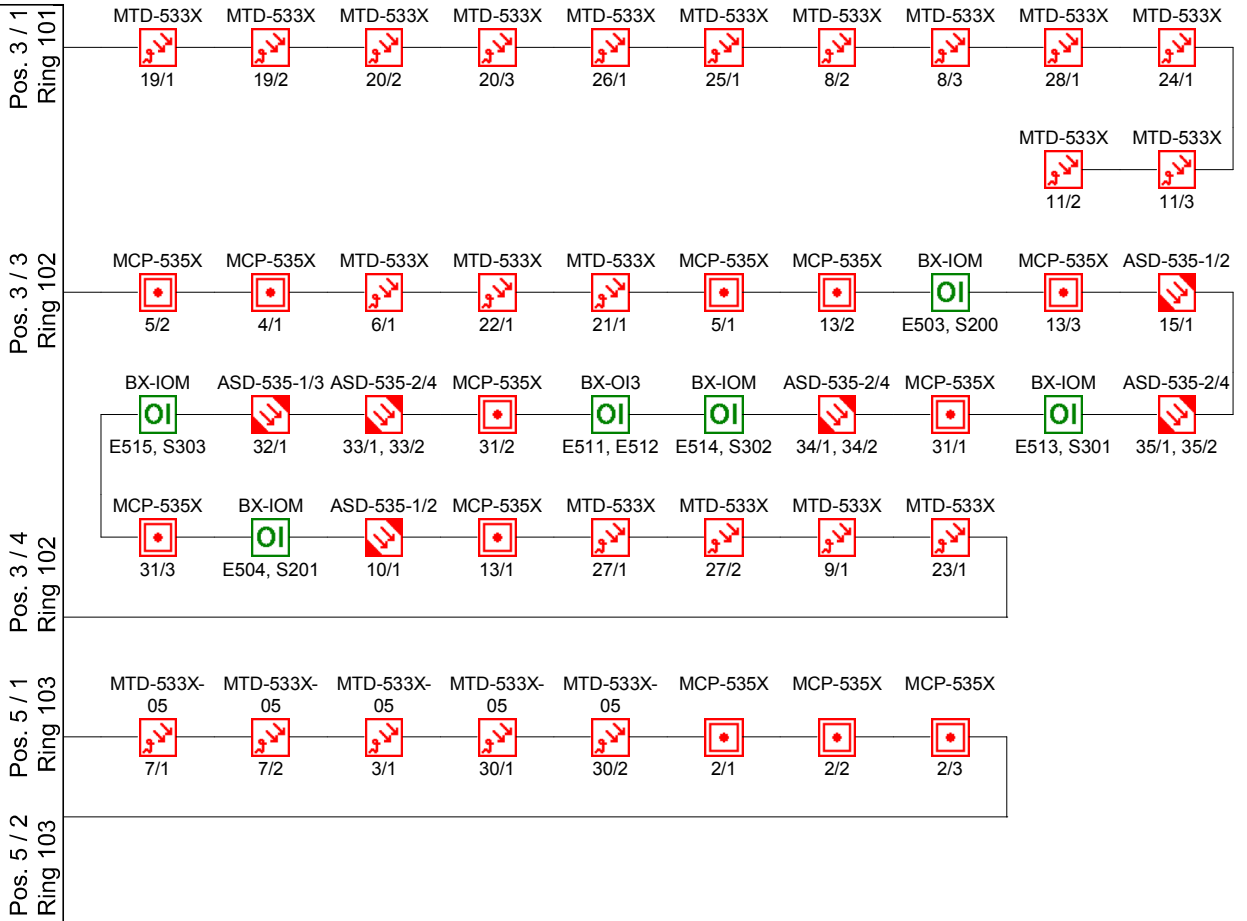 Pos. 3 / 1
Ring 101
MTD-533X MTD-533X MTD-533X MTD-533X MTD-533X MTD-533X MTD-533X MTD-533X MTD-533X MTD-533X
19/1 19/2 20/2 20/3 26/1 25/1 8/2 8/3 28/1 24/1
MTD-533X MTD-533X
11/2 11/3
Pos. 3 / 3
Ring 102
MCP-535X MCP-535X MTD-533X MTD-533X MTD-533X MCP-535X MCP-535X BX-IOM MCP-535X ASD-535-1/2
OI
5/2 4/1 6/1 22/1 21/1 5/1 13/2 E503, S200 13/3 15/1
BX-IOM ASD-535-1/3 ASD-535-2/4 MCP-535X BX-OI3 BX-IOM ASD-535-2/4 MCP-535X BX-IOM ASD-535-2/4
OI OI OI OI
E515, S303 32/1 33/1, 33/2 31/2 E511, E512 E514, S302 34/1, 34/2 31/1 E513, S301 35/1, 35/2
Pos. 3 / 4
Ring 102
MCP-535X BX-IOM ASD-535-1/2 MCP-535X MTD-533X MTD-533X MTD-533X MTD-533X
OI
31/3 E504, S201 10/1 13/1 27/1 27/2 9/1 23/1
Pos. 5 / 1
Ring 103
MTD-533X- MTD-533X- MTD-533X- MTD-533X- MTD-533X- MCP-535X MCP-535X MCP-535X
05 05 05 05 05
7/1 7/2 3/1 30/1 30/2 2/1 2/2 2/3
Pos. 5 / 2
Ring 103